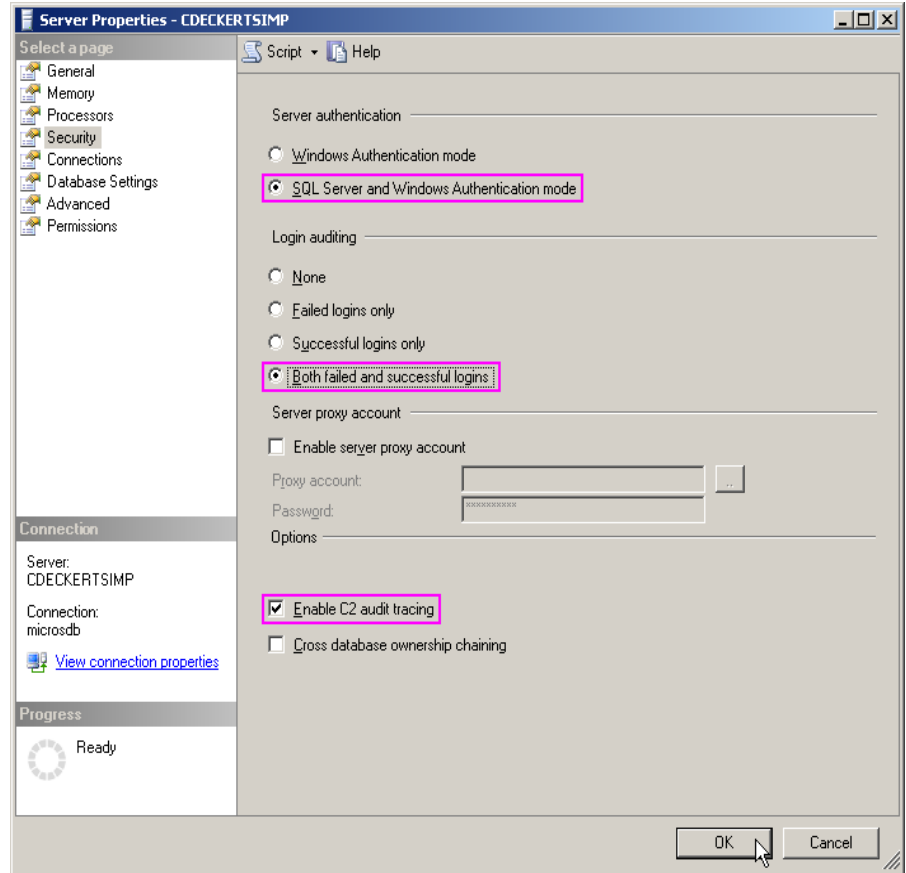 Server Properties - CDECKERTSIMP
Select a page
General
Memory
Processors
Security
Connections
Database Settings
Advanced
Permissions
Script Help
Server authentication
Windows Authentication mode
SQL Server and Windows Authentication mode
Login auditing
None
Failed logins only
Successful logins only
Both failed and successful logins
Server proxy account
Enable server proxy account
Proxy account:
..
Password:
**********
Options
Enable C2 audit tracing
Cross database ownership chaining
Connection
Server:
CDECKERTSIMP
Connection:
microsdb
View connection properties
Progress
Ready
OK
Cancel